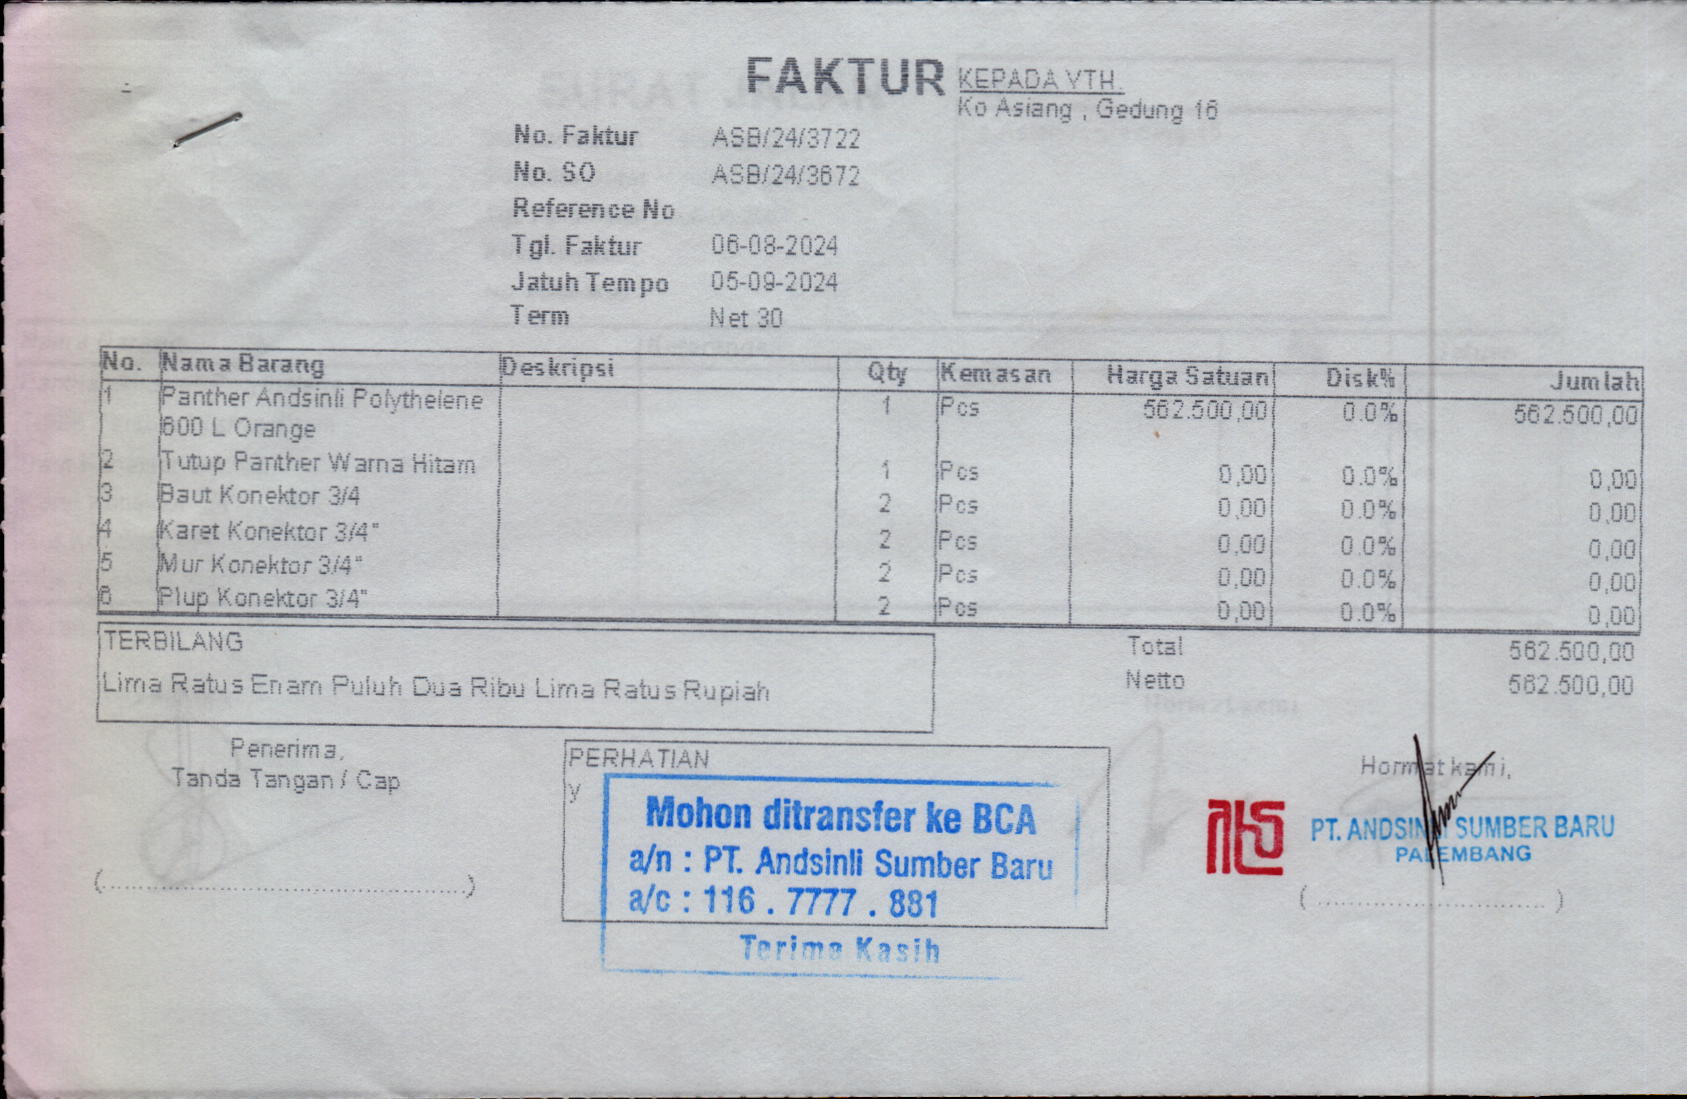 FAKTUR
KEPADA YTH.
Ko Asiang , Gedung 16
No. Faktur ASB/24/3722
No. SO ASB/24/3672
Reference No
Tgl. Faktur 06-08-2024
Jatuh Tempo 05-09-2024
Term Net 30
No. Nama Barang Deskripsi Qty Kemasan Harga Satuan Disk% Jumlah
1 Panther Andsinli Polythelene 1 Pcs 562.500,00 0.0% 562.500,00
600 L Orange
2 Tutup Panther Warna Hitam 1 Pcs 0,00 0.0% 0,00
3 Baut Konektor 3/4 2 Pcs 0,00 0.0% 0,00
4 Karet Konektor 3/4" 2 Pcs 0,00 0.0% 0,00
5 Mur Konektor 3/4" 2 Pcs 0,00 0.0% 0,00
6 Plup Konektor 3/4" 2 Pcs 0,00 0.0% 0,00
TERBILANG
Lima Ratus Enam Puluh Dua Ribu Lima Ratus Rupiah
Total 562.500,00
Netto 562.500,00
Penerima,
Tanda Tangan / Cap
PERHATIAN
y
Mohon ditransfer ke BCA
a/n : PT. Andsinli Sumber Baru
a/c : 116 . 7777 . 881
Terima Kasih
Hormat kami,
PT. ANDSINLI SUMBER BARU
PALEMBANG